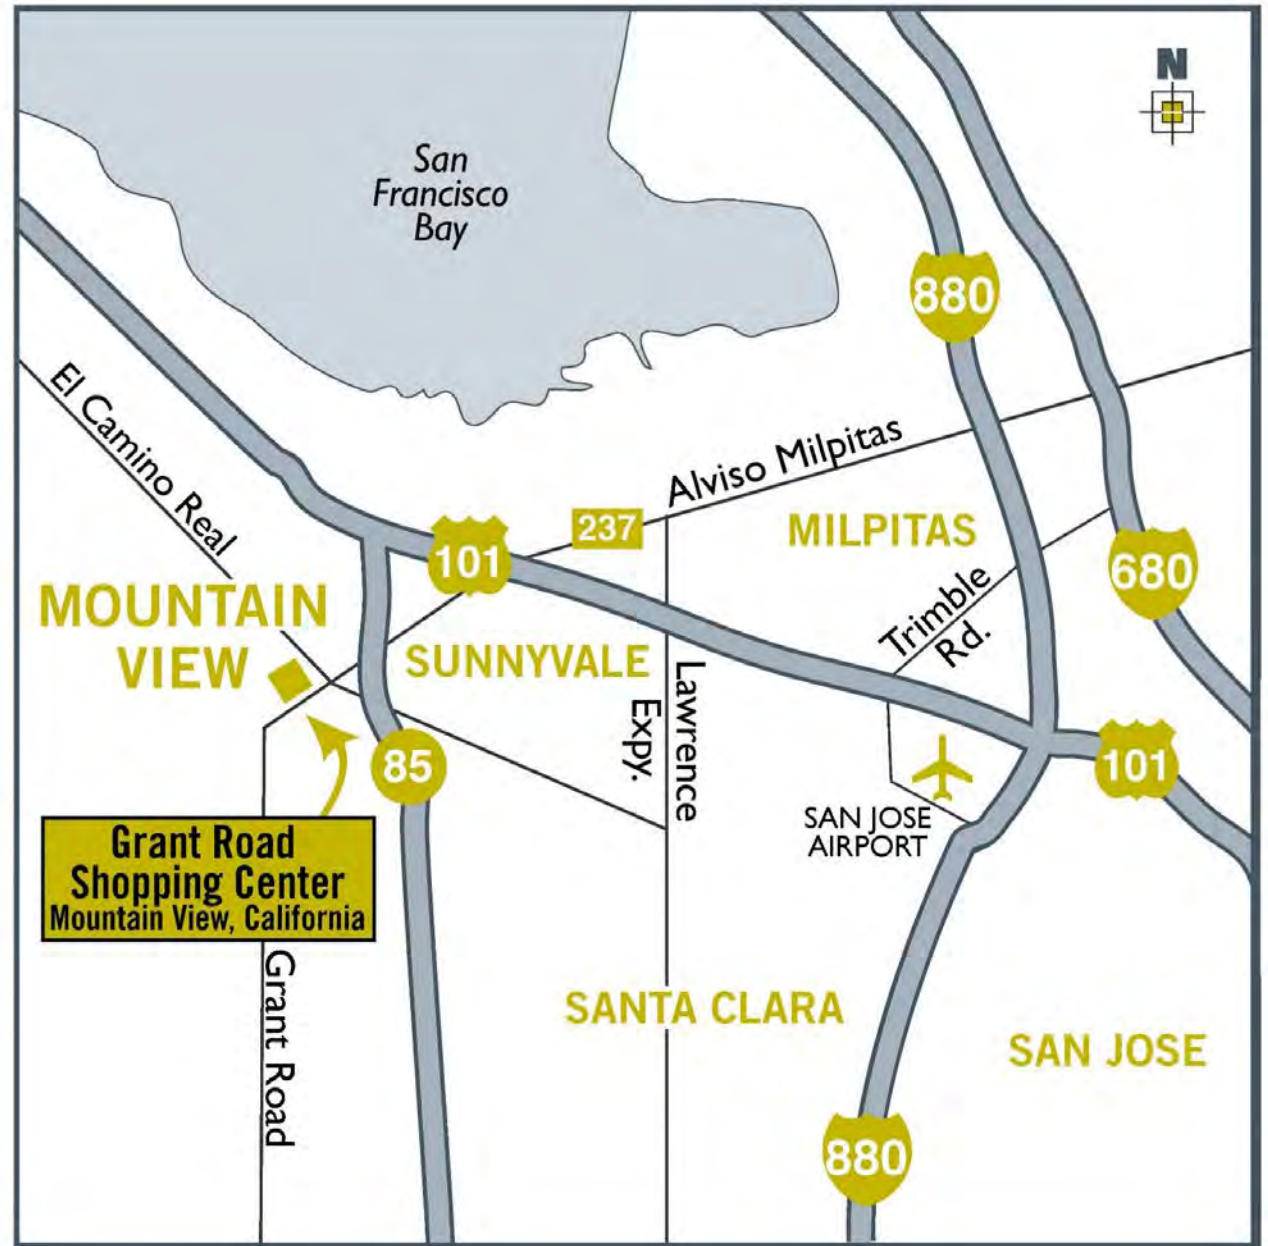 N
San
Francisco
Bay
880
El Camino Real
Alviso Milpitas
237
MILPITAS
101
680
MOUNTAIN
VIEW
SUNNYVALE
Trimble
Rd.
Lawrence
Expy.
85
101
SAN JOSE
AIRPORT
Grant Road
Shopping Center
Mountain View, California
Grant Road
SANTA CLARA
SAN JOSE
880